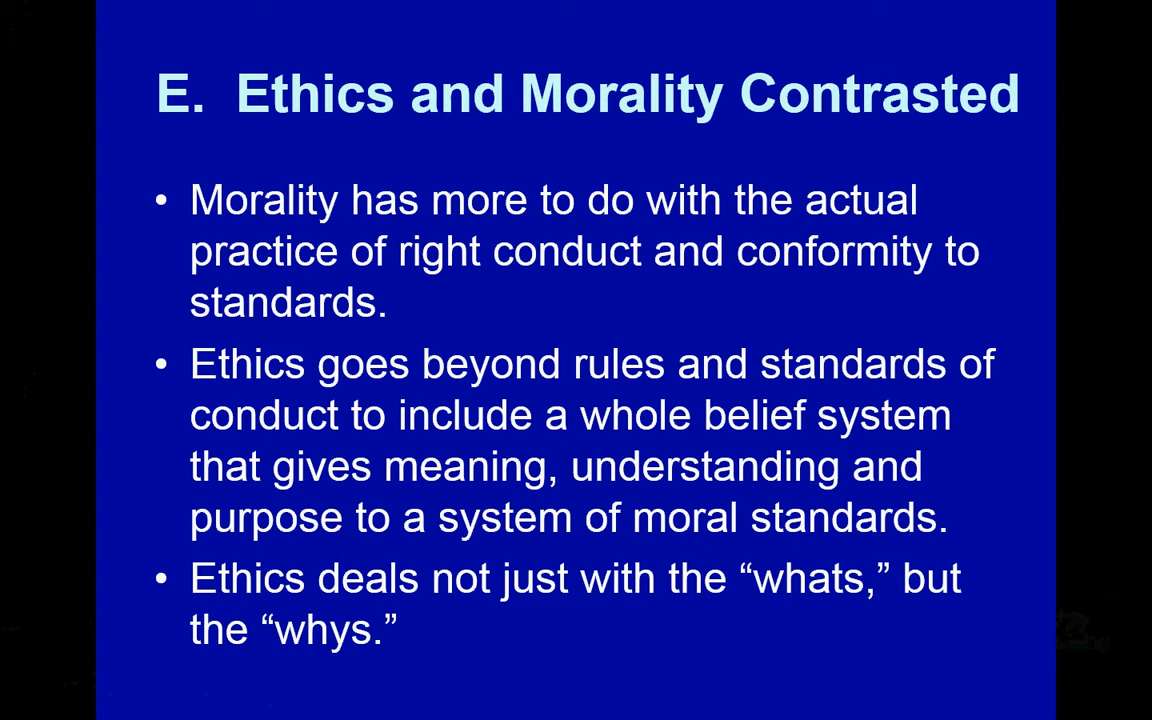 E. Ethics and Morality Contrasted
• Morality has more to do with the actual
practice of right conduct and conformity to
standards.
• Ethics goes beyond rules and standards of
conduct to include a whole belief system
that gives meaning, understanding and
purpose to a system of moral standards.
• Ethics deals not just with the “whats,” but
the “whys.”